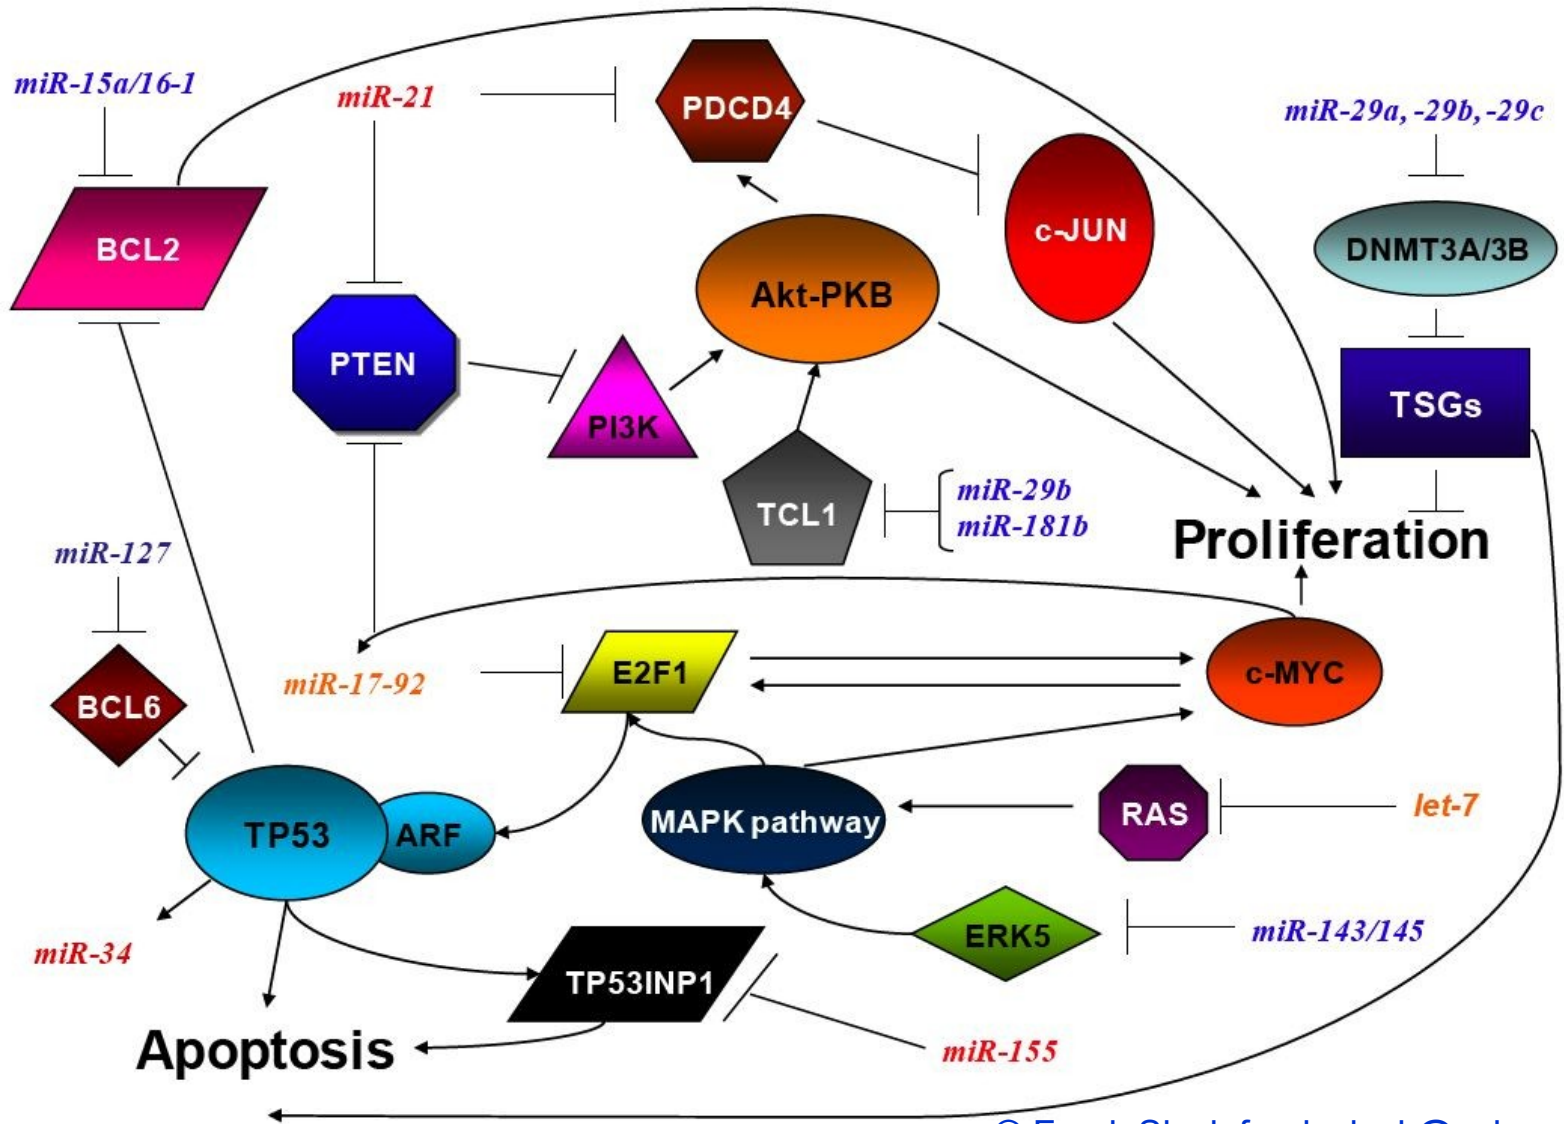 miR-15a/16-1
miR-21
PDCD4
miR-29a, -29b, -29c
BCL2
c-JUN
DNMT3A/3B
Akt-PKB
PTEN
PI3K
TSGs
TCL1
miR-29b
miR-181b
Proliferation
miR-127
miR-17-92
E2F1
c-MYC
BCL6
TP53
ARF
MAPK pathway
RAS
let-7
miR-34
TP53INP1
ERK5
miR-143/145
Apoptosis
miR-155